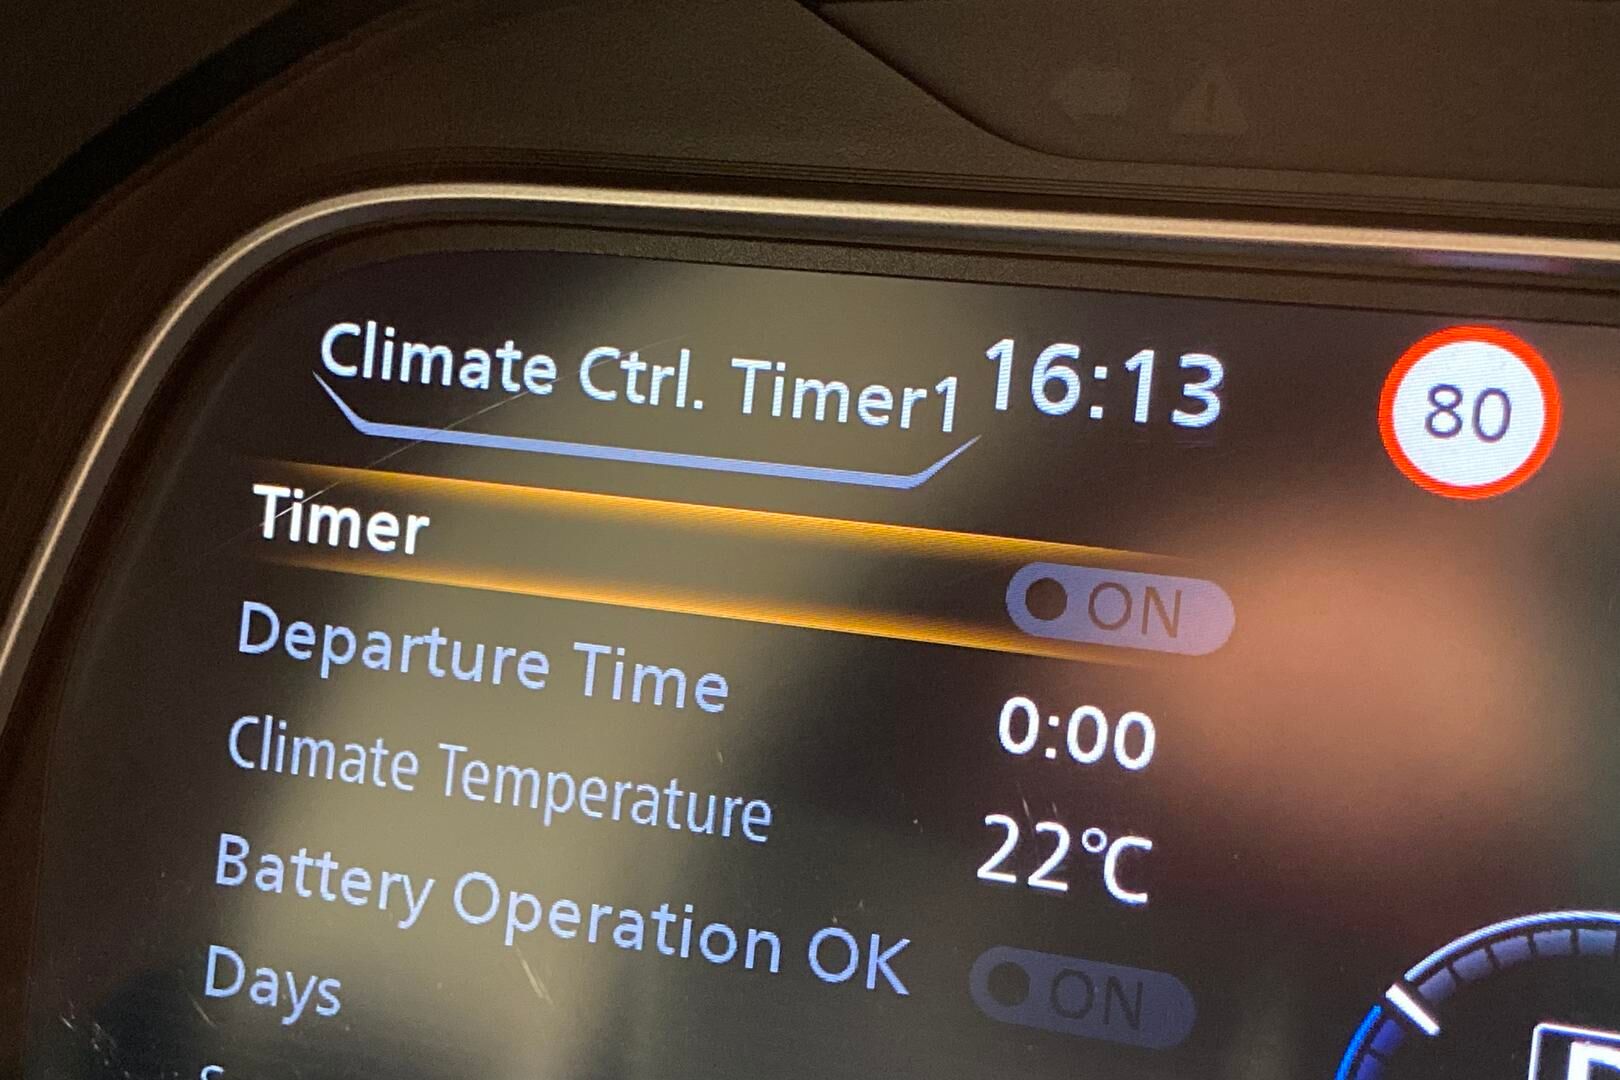 Climate Ctrl. Timer1 16:13 80
Timer ON
Departure Time 0:00
Climate Temperature 22°C
Battery Operation OK ON
Days